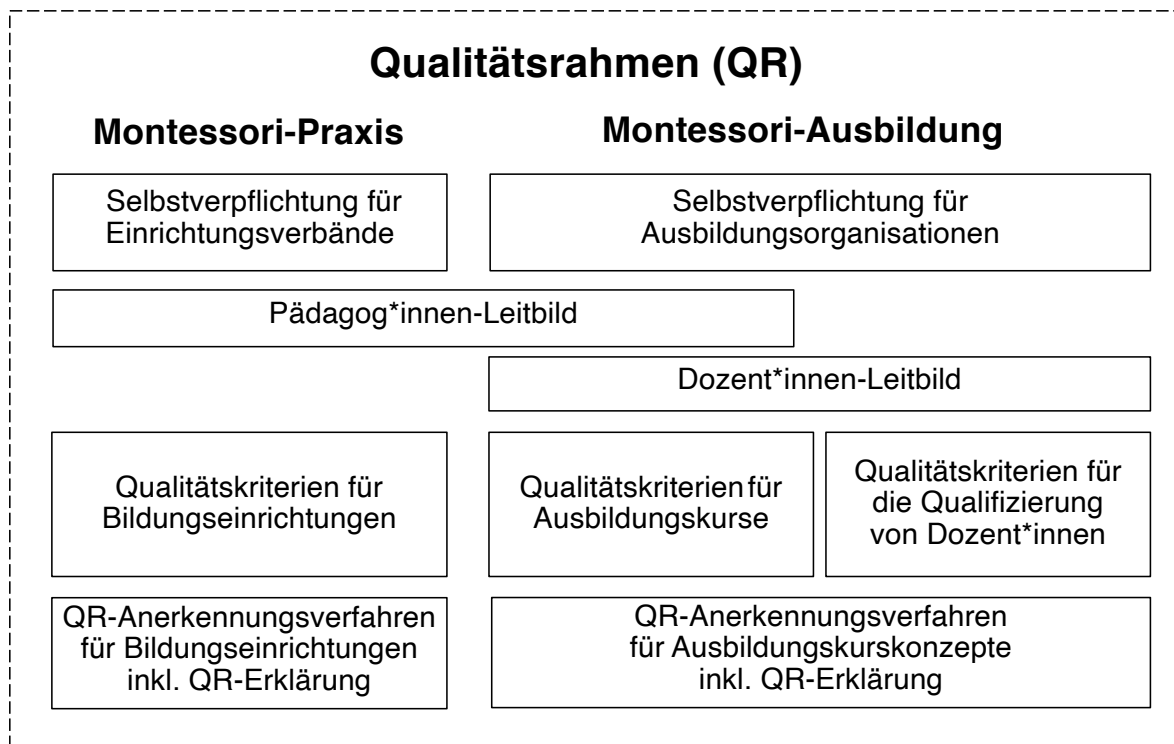 Qualitätsrahmen (QR)
Montessori-Praxis
Montessori-Ausbildung
Selbstverpflichtung für
Einrichtungsverbände
Selbstverpflichtung für
Ausbildungsorganisationen
Pädagog*innen-Leitbild
Dozent*innen-Leitbild
Qualitätskriterien für
Bildungseinrichtungen
Qualitätskriterien für
Ausbildungskurse
Qualitätskriterien für
die Qualifizierung
von Dozent*innen
QR-Anerkennungsverfahren
für Bildungseinrichtungen
inkl. QR-Erklärung
QR-Anerkennungsverfahren
für Ausbildungskurskonzepte
inkl. QR-Erklärung